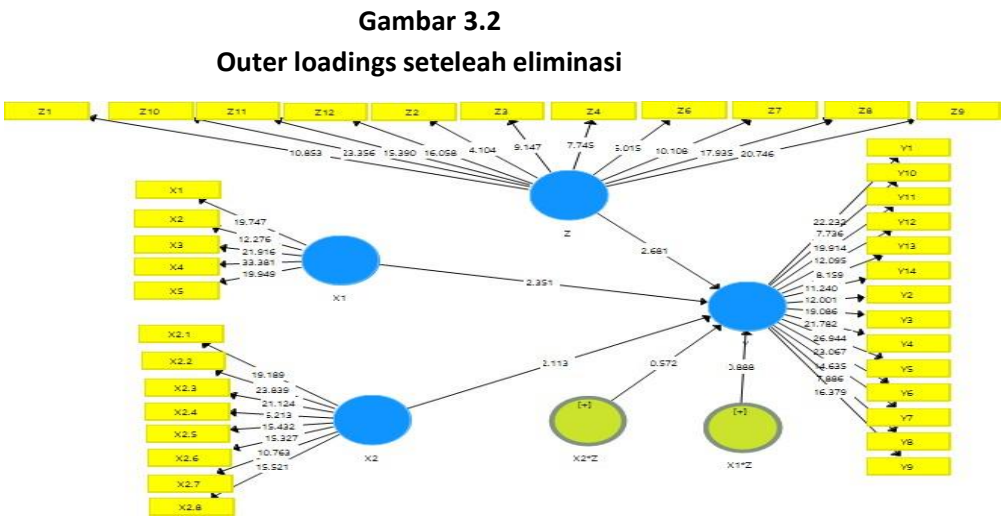 Gambar 3.2
Outer loadings seteleah eliminasi
Z1 Z10 Z11 Z12 Z2 Z3 Z4 Z6 Z7 Z8 Z9
10.853 23.356 15.390 16.058 4.104 9.147 7.745 10.108 17.935 20.746
Z
X1
X2
X3
X4
X5
19.747
12.276
21.916
33.381
19.949
X1
X2.1
X2.2
X2.3
X2.4
X2.5
X2.6
X2.7
X2.8
19.189
23.839
21.124
15.432
15.327
10.763
15.521
X2
2.681
2.351
0.572
[+]
X2*Z
[+]
X1*Z
22.232
7.736
19.914
12.095
8.159
11.240
12.001
19.086
21.782
26.944
23.067
16.379
Y1
Y10
Y11
Y12
Y13
Y14
Y2
Y3
Y4
Y5
Y6
Y7
Y8
Y9